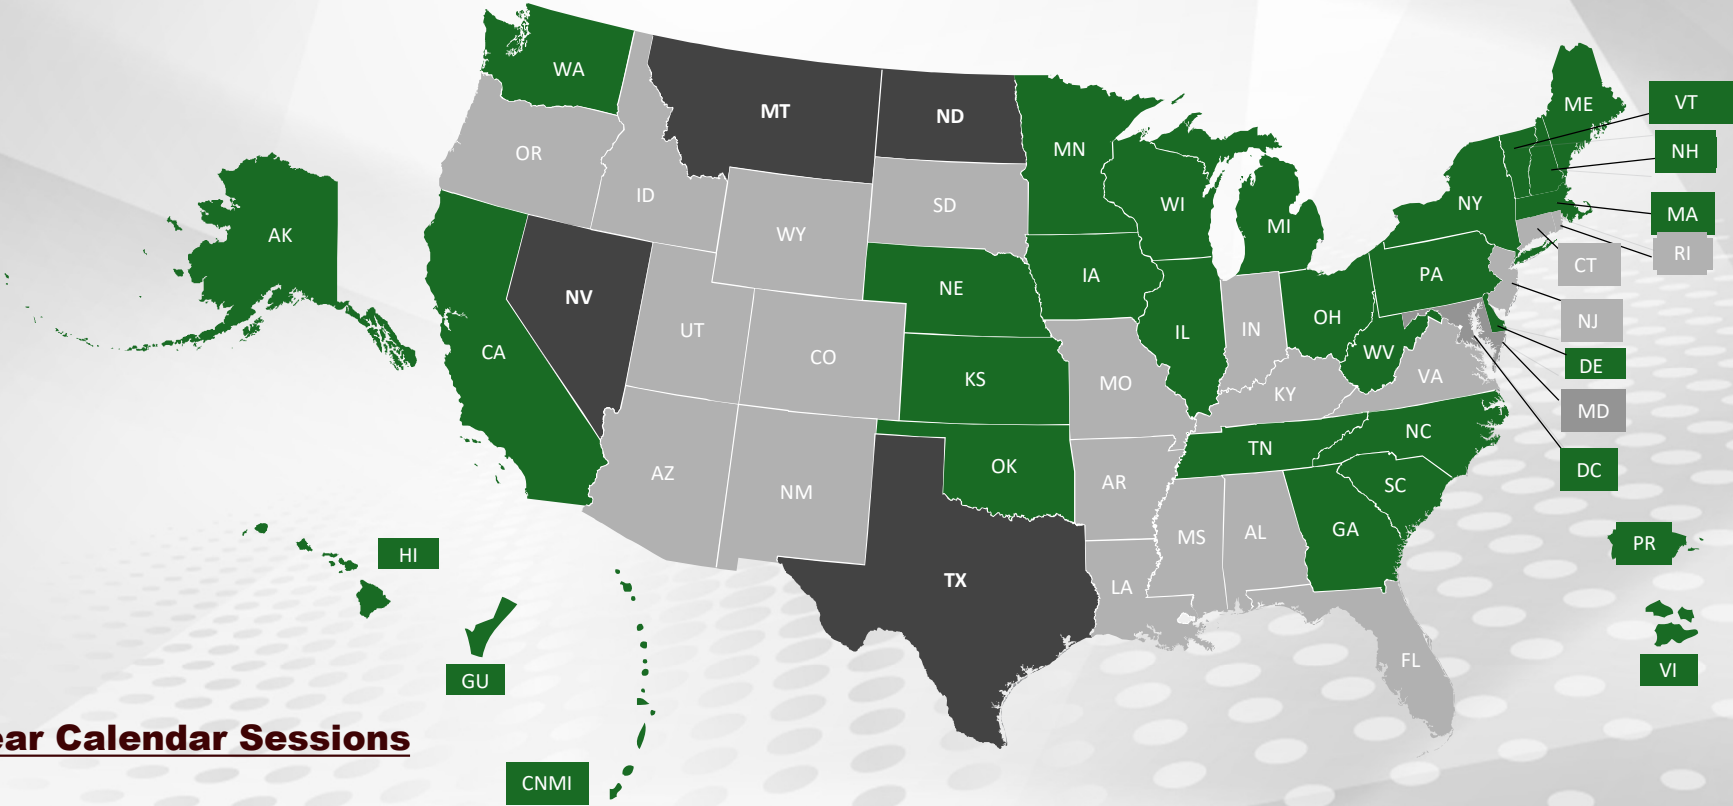 WA
MT
ND
MN
ME
VT
NH
OR
ID
SD
WI
MI
NY
MA
RI
CT
AK
WY
NE
IA
PA
NV
UT
CO
IL
IN
OH
NJ
CA
KS
MO
WV
VA
KY
DE
MD
AZ
NM
OK
AR
TN
NC
SC
DC
MS
AL
GA
HI
TX
LA
PR
FL
GU
VI
ear Calendar Sessions
CNMI